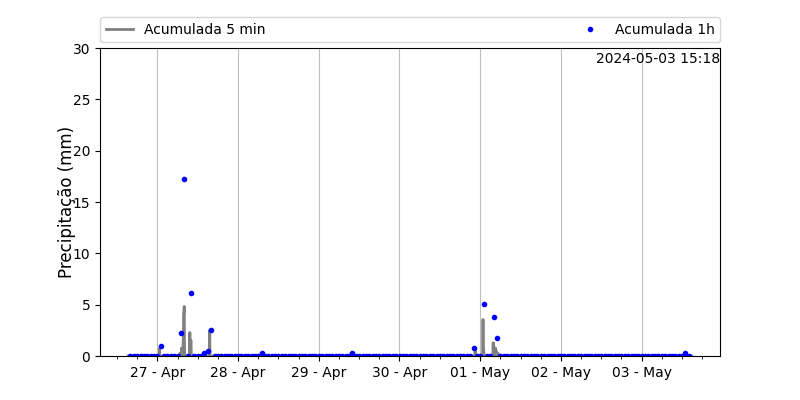 Acumulada 5 min
Acumulada 1h
2024-05-03 15:18
Precipitação (mm)
30
25
20
15
10
5
0
27 - Apr
28 - Apr
29 - Apr
30 - Apr
01 - May
02 - May
03 - May